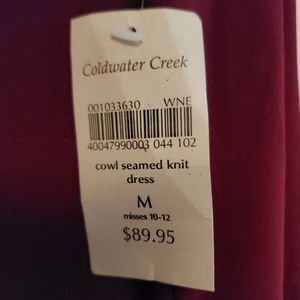 Coldwater Creek
001033630 WNE
40047990003 044 102
cowl seamed knit
dress
M
misses 10-12
$89.95